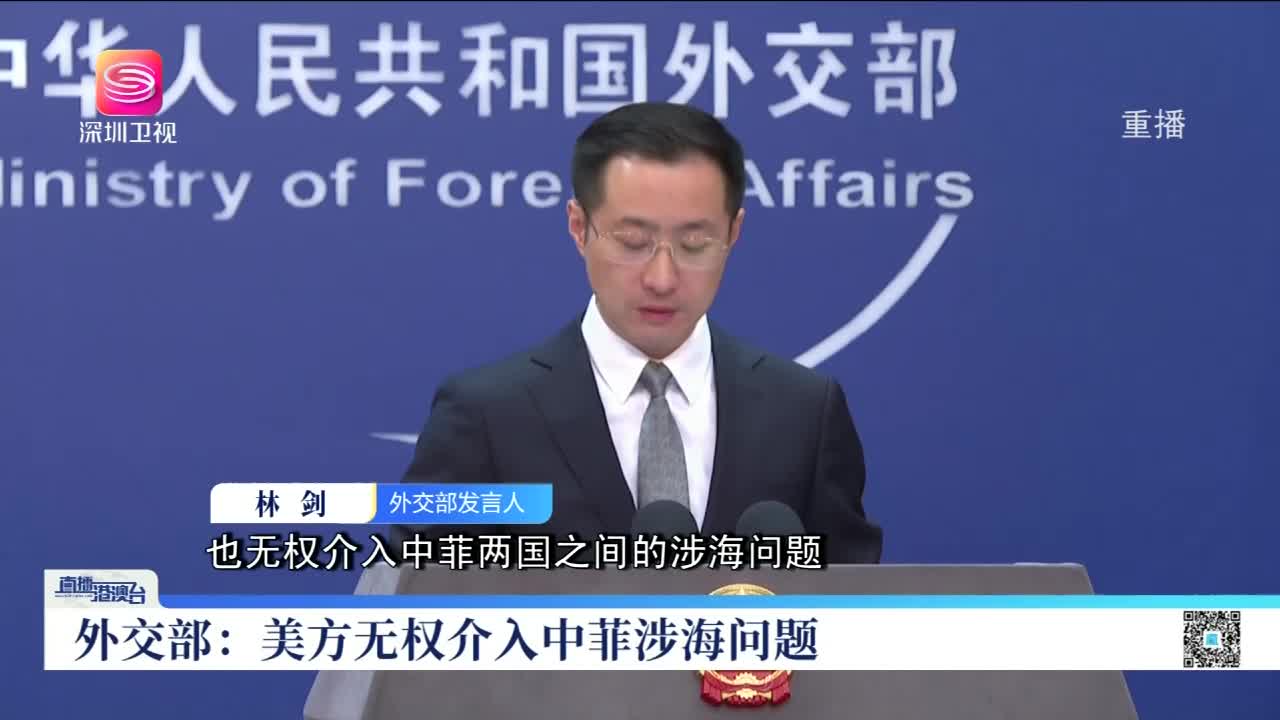 中华人民共和国外交部
深圳卫视
重播
Ministry of Fore Affairs
林剑
外交部发言人
也无权介入中菲两国之间的涉海问题
直播港澳台
外交部：美方无权介入中菲涉海问题